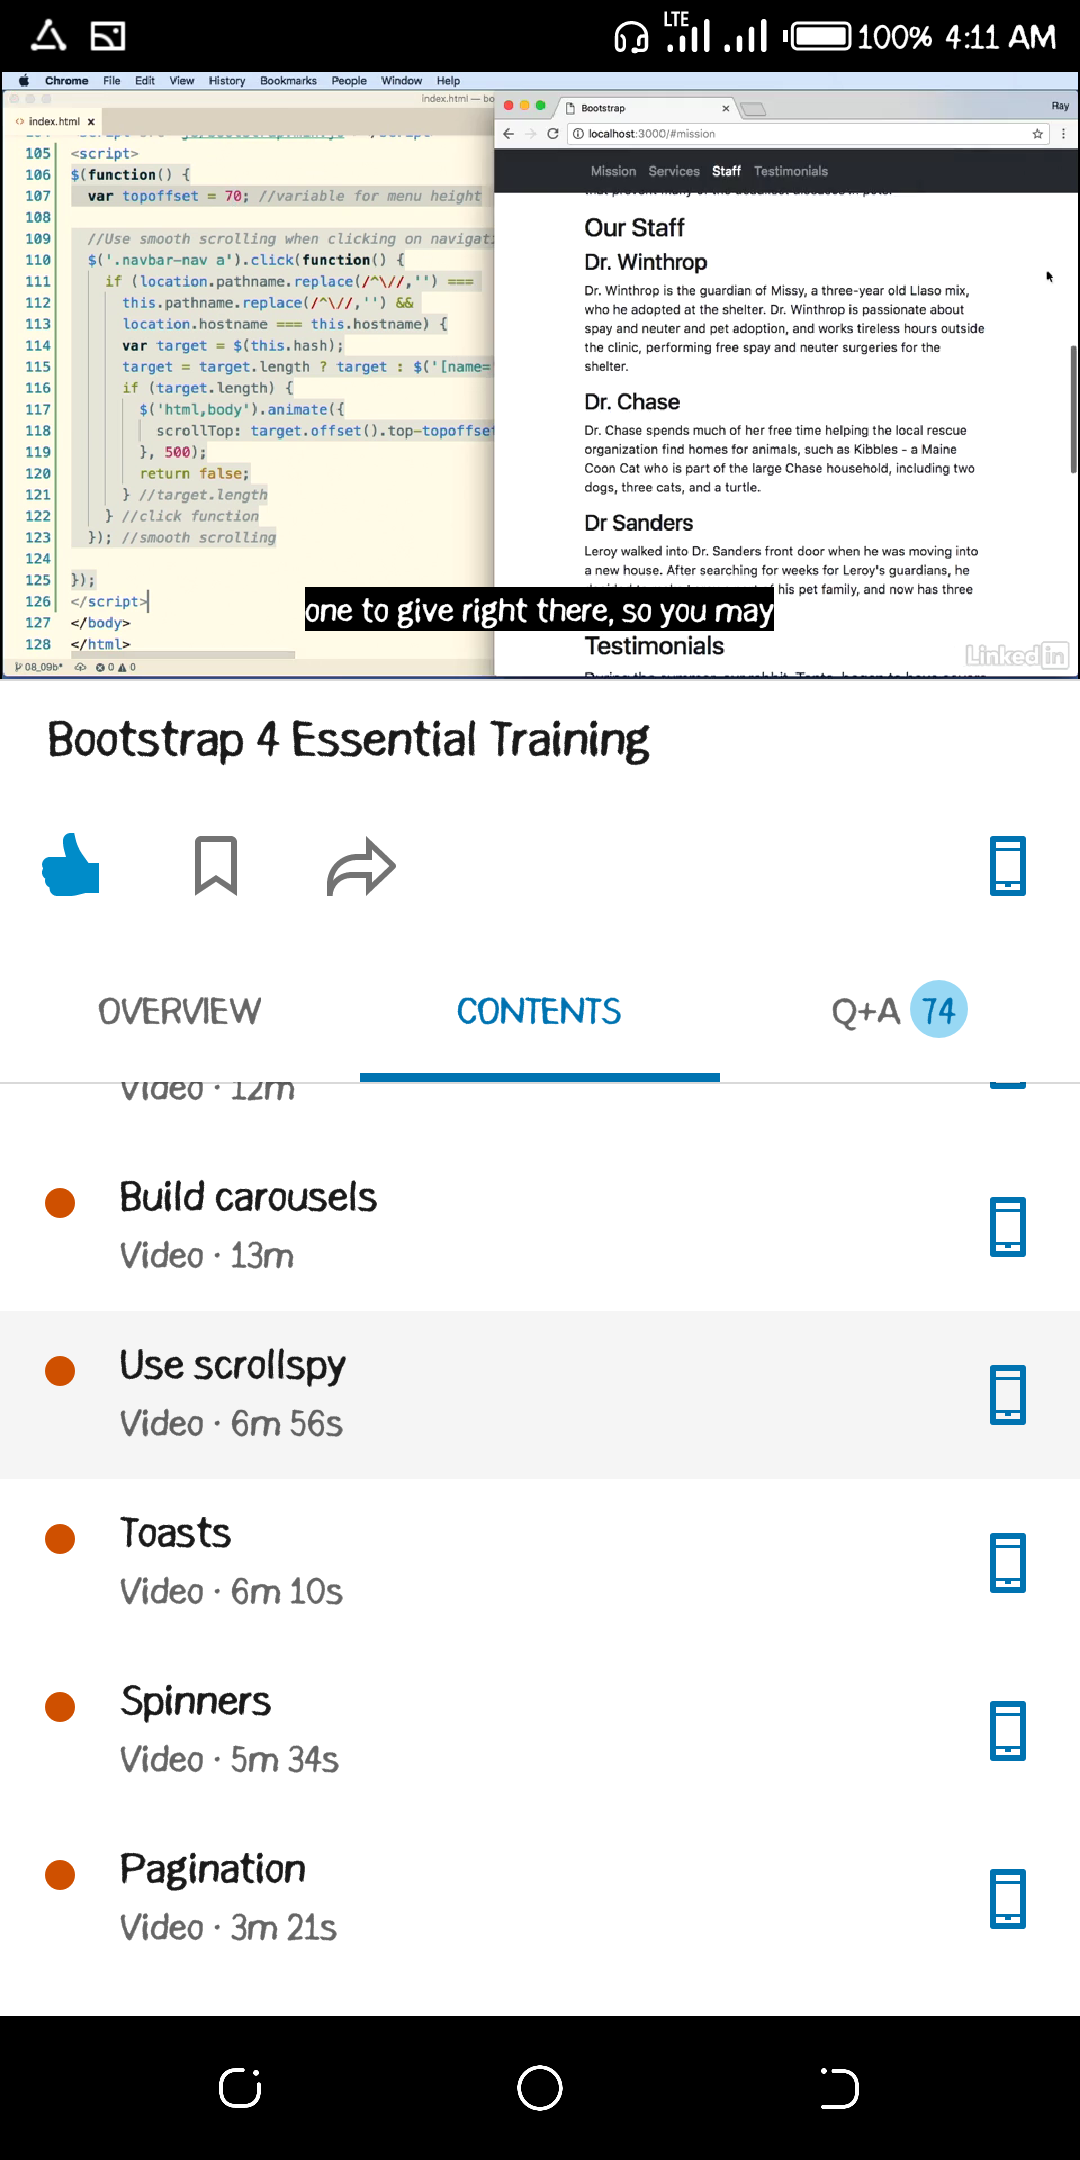 LTE 100% 4:11 AM
Chrome File Edit View History Bookmarks People Window Help
index.html
index.html
105 <script>
106 $(function() {
107 var topoffset = 70; //variable for menu height
108
109 //Use smooth scrolling when clicking on
110 $('.navbar-nav a').click(function() {
111 if (location.pathname.replace(/^\//,'') ===
112 this.pathname.replace(/^\//,'') &&
113 location.hostname === this.hostname) {
114 var target = $(this.hash);
115 target = target.length ? target : $('[name=
116 if (target.length) {
117 $('html,body').animate({
118 scrollTop: target.offset().top-topoffset
119 }, 500);
120 return false;
121 } //target.length
122 } //click function
123 }); //smooth scrolling
124
125 });
126 </script>
127 </body>
128 </html>
08_09b* 0 0
Bootstrap Ray
localhost:3000/#mission
Mission Services Staff Testimonials
Our Staff
Dr. Winthrop
Dr. Winthrop is the guardian of Missy, a three-year old Llaso mix,
who he adopted at the shelter. Dr. Winthrop is passionate about
spay and neuter and pet adoption, and works tireless hours outside
the clinic, performing free spay and neuter surgeries for the
shelter.
Dr. Chase
Dr. Chase spends much of her free time helping the local rescue
organization find homes for animals, such as Kibbles - a Maine
Coon Cat who is part of the large Chase household, including two
dogs, three cats, and a turtle.
Dr Sanders
Leroy walked into Dr. Sanders front door when he was moving into
a new house. After searching for weeks for Leroy's guardians, he
his pet family, and now has three
one to give right there, so you may
Testimonials
Linked in
Bootstrap 4 Essential Training
OVERVIEW CONTENTS Q+A 74
Video · 12m
Build carousels
Video · 13m
Use scrollspy
Video · 6m 56s
Toasts
Video · 6m 10s
Spinners
Video · 5m 34s
Pagination
Video · 3m 21s